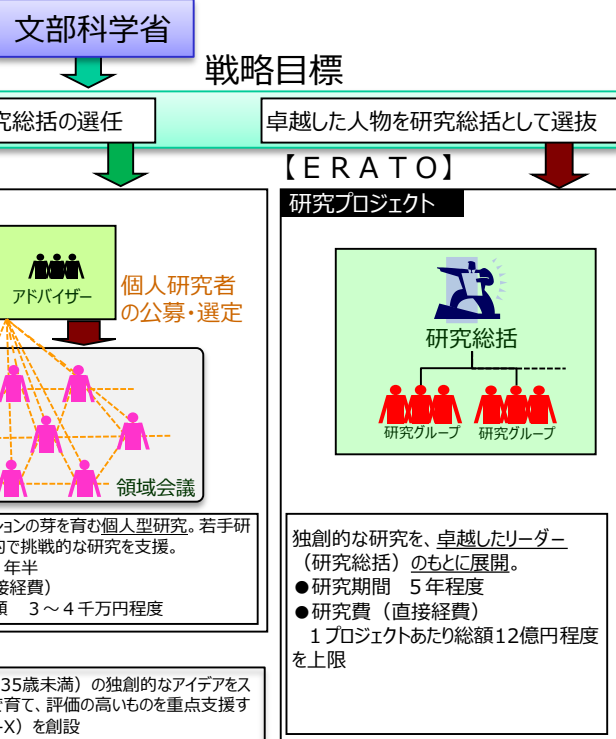 文部科学省
戦略目標
究総括の選任
卓越した人物を研究総括として選抜
アドバイザー
個人研究者
の公募・選定
領域会議
ションの芽を育む個人型研究。若手研
的で挑戦的な研究を支援。
年半
接経費）
額　３～４千万円程度
35歳未満）の独創的なアイデアをス
で育て、評価の高いものを重点支援す
-X）を創設
【ＥＲＡＴＯ】
研究プロジェクト
研究総括
研究グループ　研究グループ
独創的な研究を、卓越したリーダー
（研究総括）のもとに展開。
●研究期間　５年程度
●研究費（直接経費）
　１プロジェクトあたり総額12億円程度
を上限